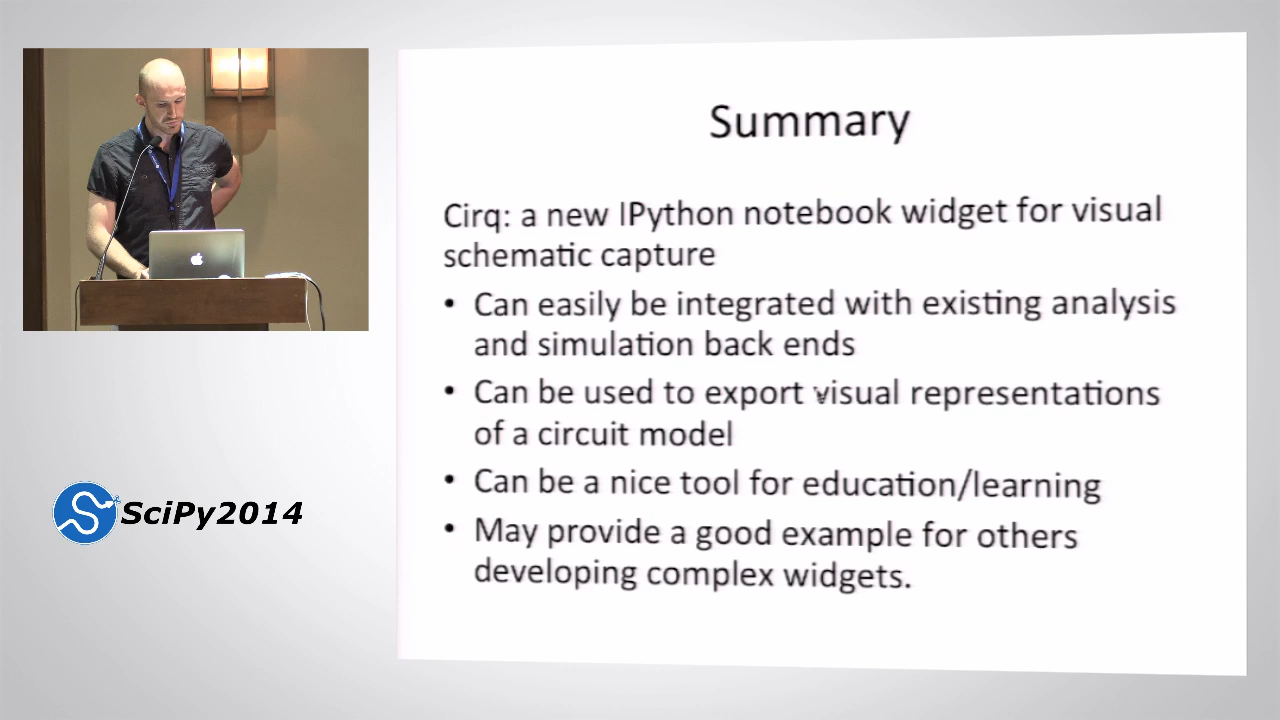 Summary
Cirq: a new IPython notebook widget for visual
schematic capture
• Can easily be integrated with existing analysis
and simulation back ends
• Can be used to export visual representations
of a circuit model
• Can be a nice tool for education/learning
• May provide a good example for others
developing complex widgets.
SciPy2014